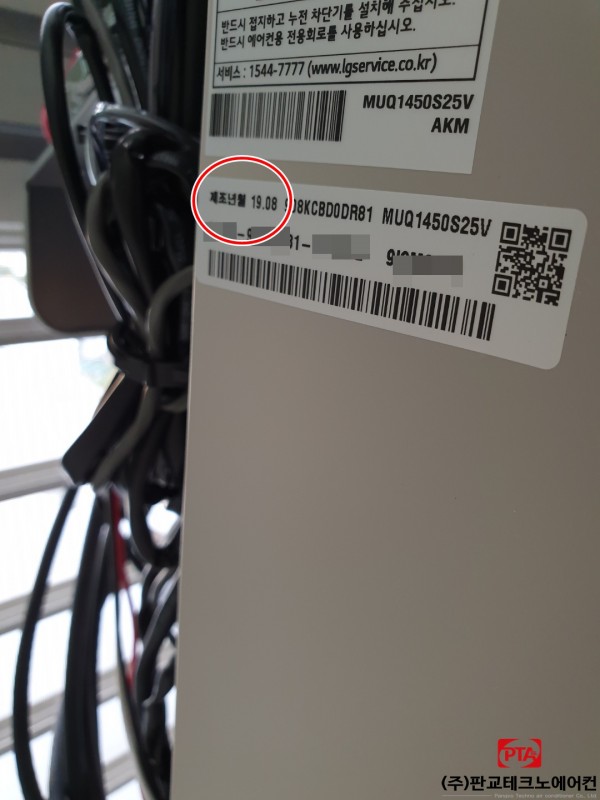 반드시 접지하고 누전 차단기를 설치해 주십시오.
반드시 에어컨용 전용회로를 사용하십시오.
서비스 : 1544-7777 (www.lgservice.co.kr)
MUQ1450S25V
AKM
제조년월 19.08 908KCBD0DR81 MUQ1450S25V
PTA
(주)판교테크노에어컨